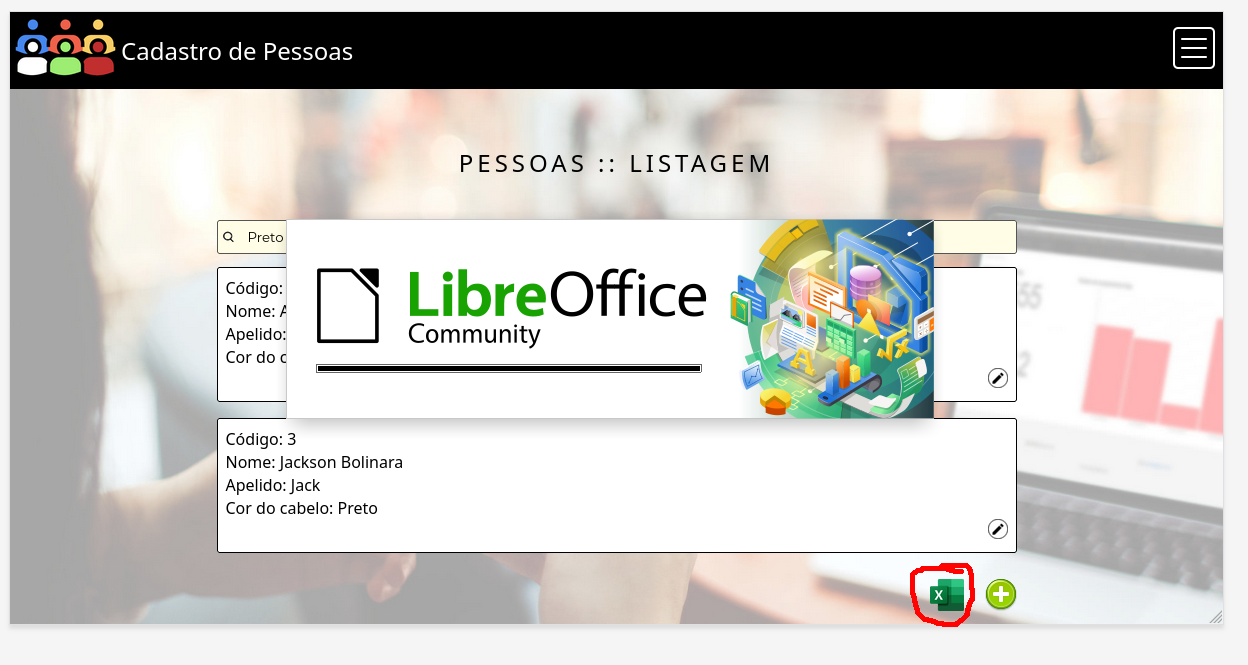 Cadastro de Pessoas
PESSOAS :: LISTAGEM
Preto
LibreOffice
Community
Código:
Nome: A
Apelido:
Cor do c
Código: 3
Nome: Jackson Bolinara
Apelido: Jack
Cor do cabelo: Preto
X